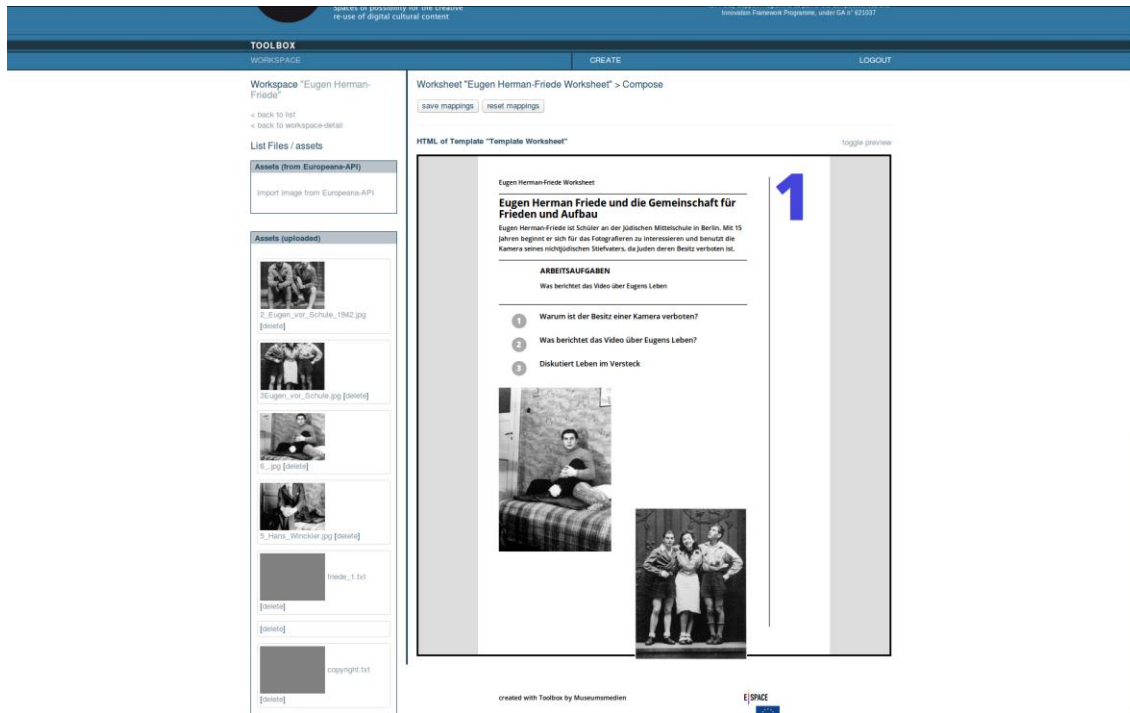 spaces of possibility for the creative
re-use of digital cultural content
Innovation Framework Programme, under GA n° 621037
TOOLBOX
WORKSPACE
CREATE
LOGOUT
Workspace "Eugen Herman-
Friede"
< back to list
< back to workspace-detail
List Files / assets
Assets (from Europeana-API)
Import image from Europeana-API
Assets (uploaded)
2_Eugen_vor_Schule_1942.jpg
[delete]
3Eugen_vor_Schule.jpg [delete]
6_.jpg [delete]
5_Hans_Winckler.jpg [delete]
friede_1.txt
[delete]
[delete]
copyright.txt
[delete]
Worksheet "Eugen Herman-Friede Worksheet" > Compose
save mappings
reset mappings
HTML of Template "Template Worksheet"
toggle preview
Eugen Herman-Friede Worksheet
1
Eugen Herman Friede und die Gemeinschaft für
Frieden und Aufbau
Eugen Herman-Friede ist Schüler an der Jüdischen Mittelschule in Berlin. Mit 15
Jahren beginnt er sich für das Fotografieren zu interessieren und benutzt die
Kamera seines nichtjüdischen Stiefvaters, da Juden deren Besitz verboten ist.
ARBEITSAUFGABEN
Was berichtet das Video über Eugens Leben
1 Warum ist der Besitz einer Kamera verboten?
2 Was berichtet das Video über Eugens Leben?
3 Diskutiert Leben im Versteck
created with Toolbox by Museumsmedien
E|SPACE